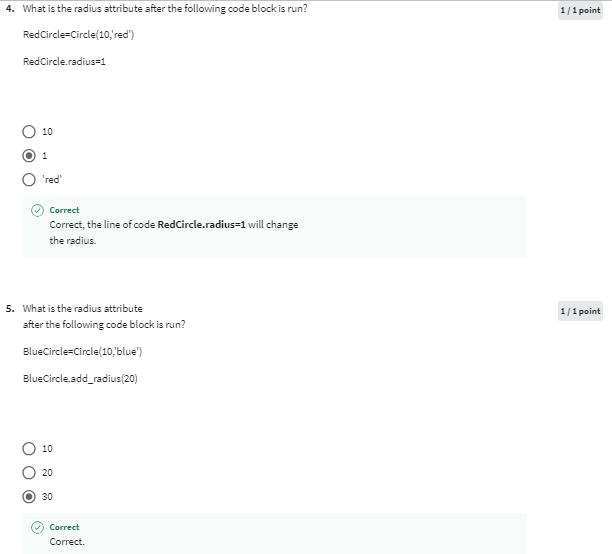 4. What is the radius attribute after the following code block is run?
1 / 1 point
RedCircle=Circle(10,'red')
RedCircle.radius=1
10
1
'red'
Correct
Correct, the line of code RedCircle.radius=1 will change
the radius.
5. What is the radius attribute
1 / 1 point
after the following code block is run?
BlueCircle=Circle(10,'blue')
BlueCircle.add_radius(20)
10
20
30
Correct
Correct.